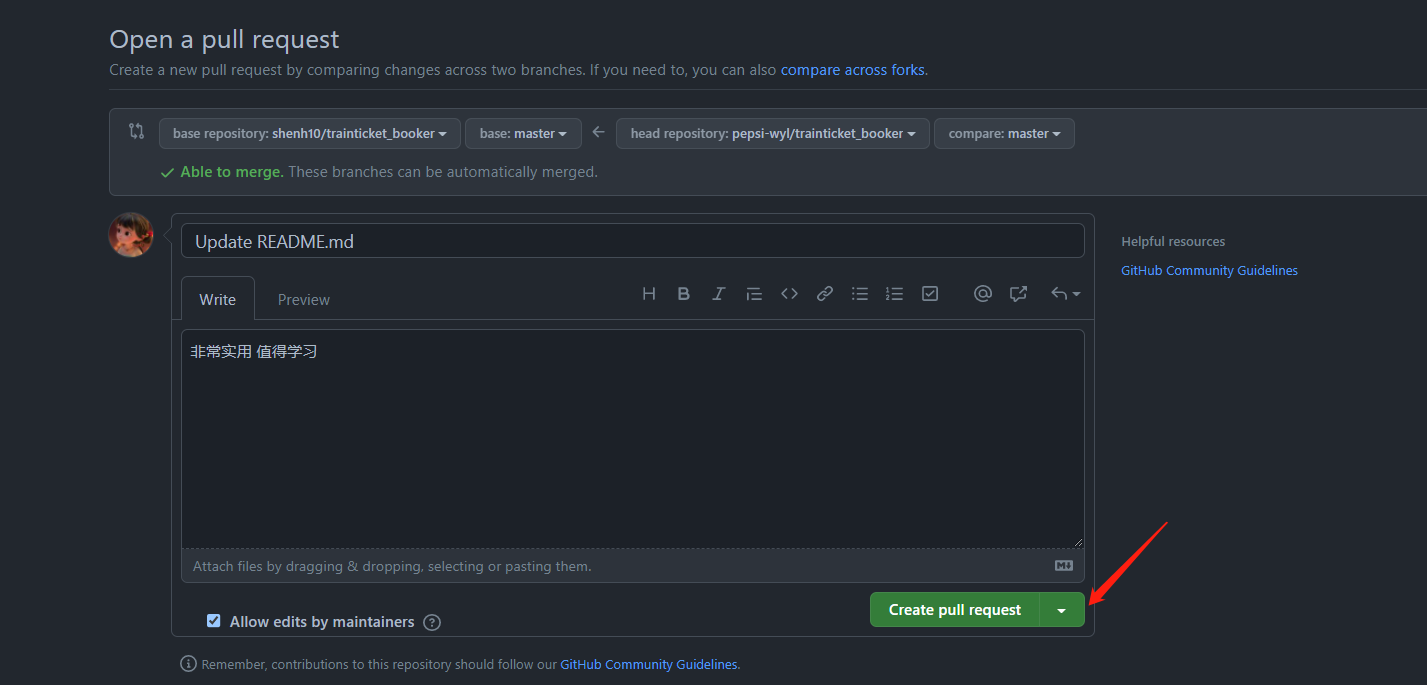 Open a pull request
Create a new pull request by comparing changes across two branches. If you need to, you can also compare across forks.
base repository: shenh10/trainticket_booker base: master head repository: pepsi-wyl/trainticket_booker compare: master
Able to merge. These branches can be automatically merged.
Update README.md
Helpful resources
GitHub Community Guidelines
Write Preview
非常实用 值得学习
Attach files by dragging & dropping, selecting or pasting them.
Create pull request
Allow edits by maintainers
Remember, contributions to this repository should follow our GitHub Community Guidelines.